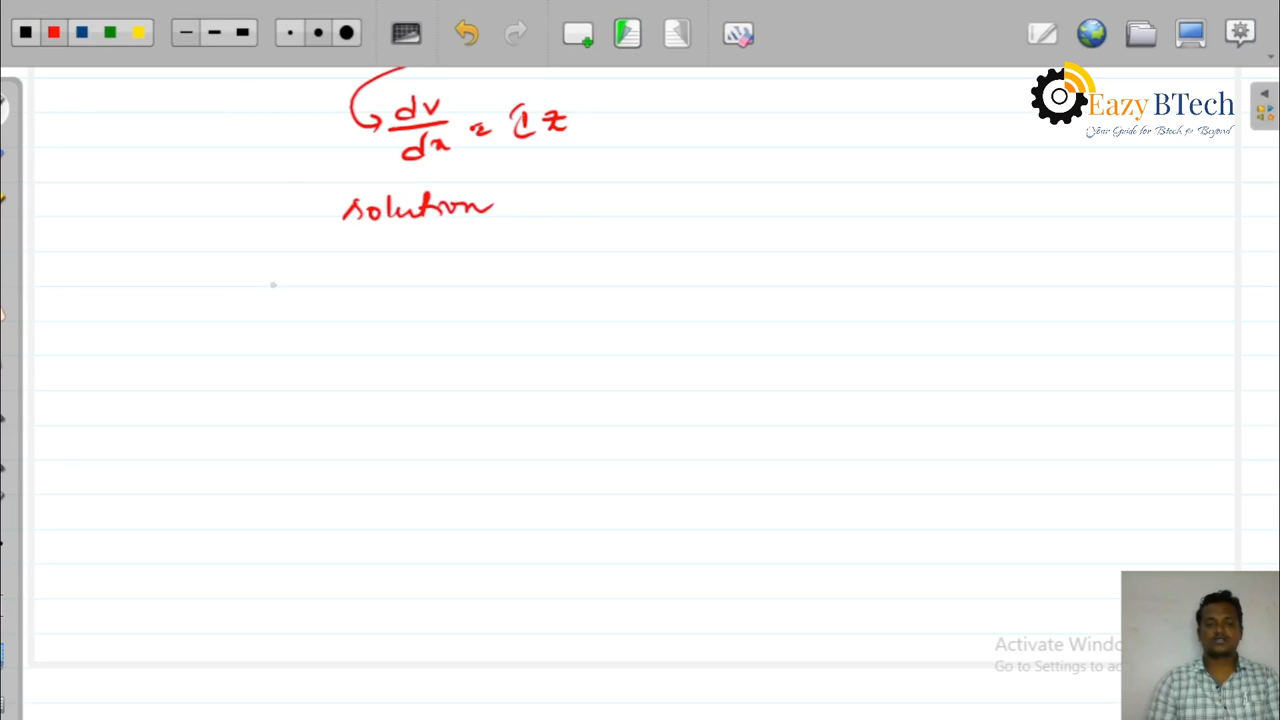 Eazy BTech
Your Guide for Btech & Beyond
dv/dx = Iz
solution
Activate Windo
Go to Settings to ac